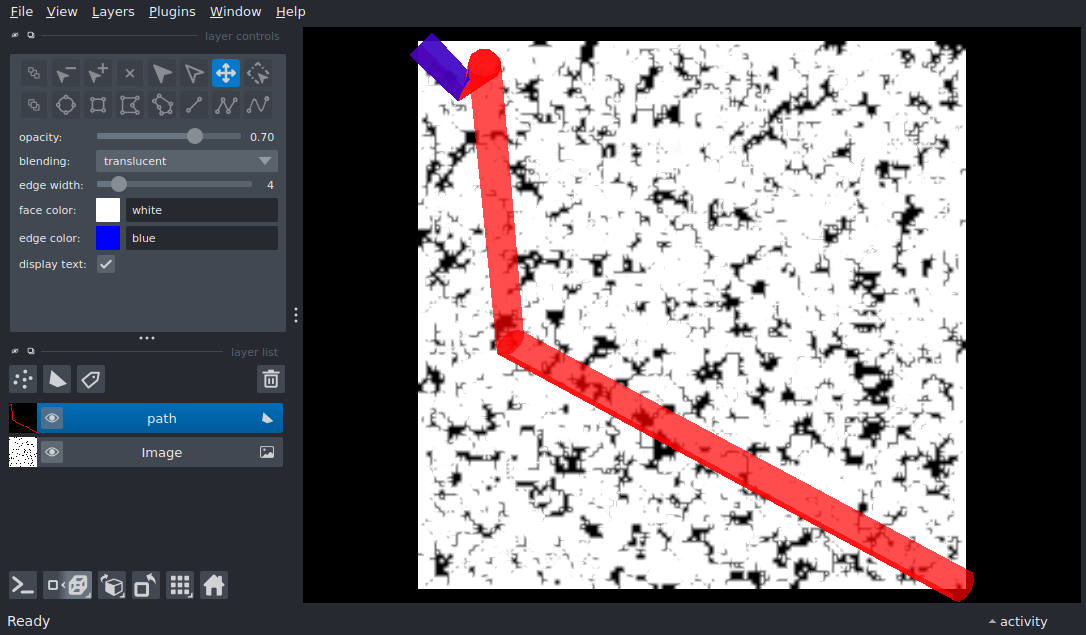 File View Layers Plugins Window Help
layer controls
opacity: 0.70
blending: translucent
edge width: 4
face color: white
edge color: blue
display text:
layer list
path
Image
Ready activity